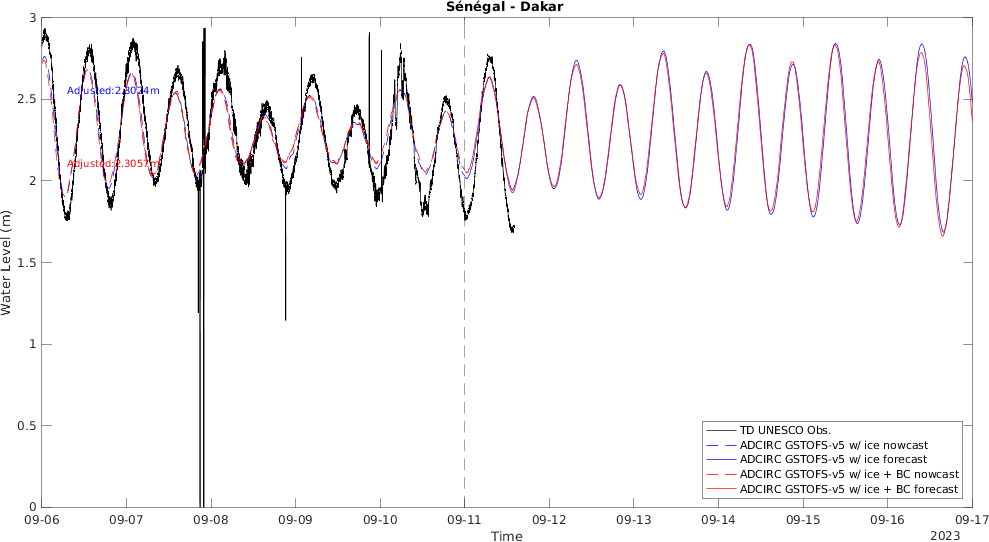 Sénégal - Dakar
3
2.5
2
1.5
1
0.5
0
Water Level (m)
Adjusted:2.3024m
Adjusted:2.3057m
TD UNESCO Obs.
ADCIRC GSTOFS-v5 w/ ice nowcast
ADCIRC GSTOFS-v5 w/ ice forecast
ADCIRC GSTOFS-v5 w/ ice + BC nowcast
ADCIRC GSTOFS-v5 w/ ice + BC forecast
09-06 09-07 09-08 09-09 09-10 09-11 09-12 09-13 09-14 09-15 09-16 09-17
Time
2023